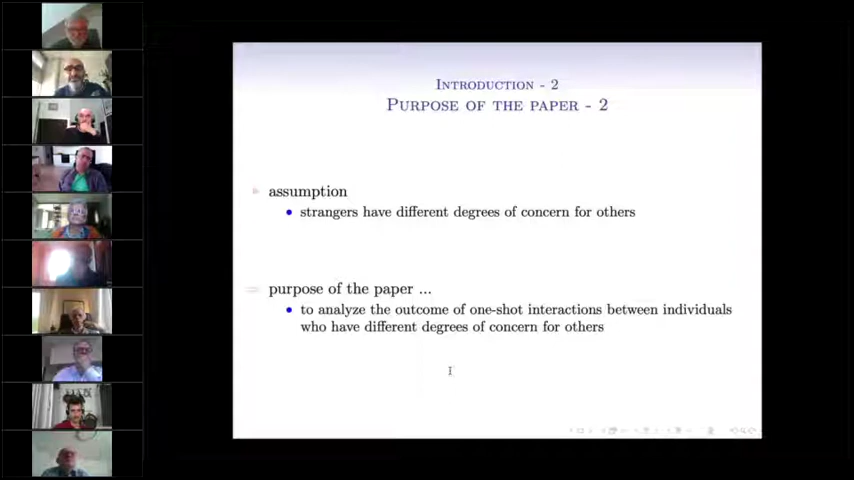 INTRODUCTION - 2
PURPOSE OF THE PAPER - 2
assumption
strangers have different degrees of concern for others
purpose of the paper ...
to analyze the outcome of one-shot interactions between individuals
who have different degrees of concern for others